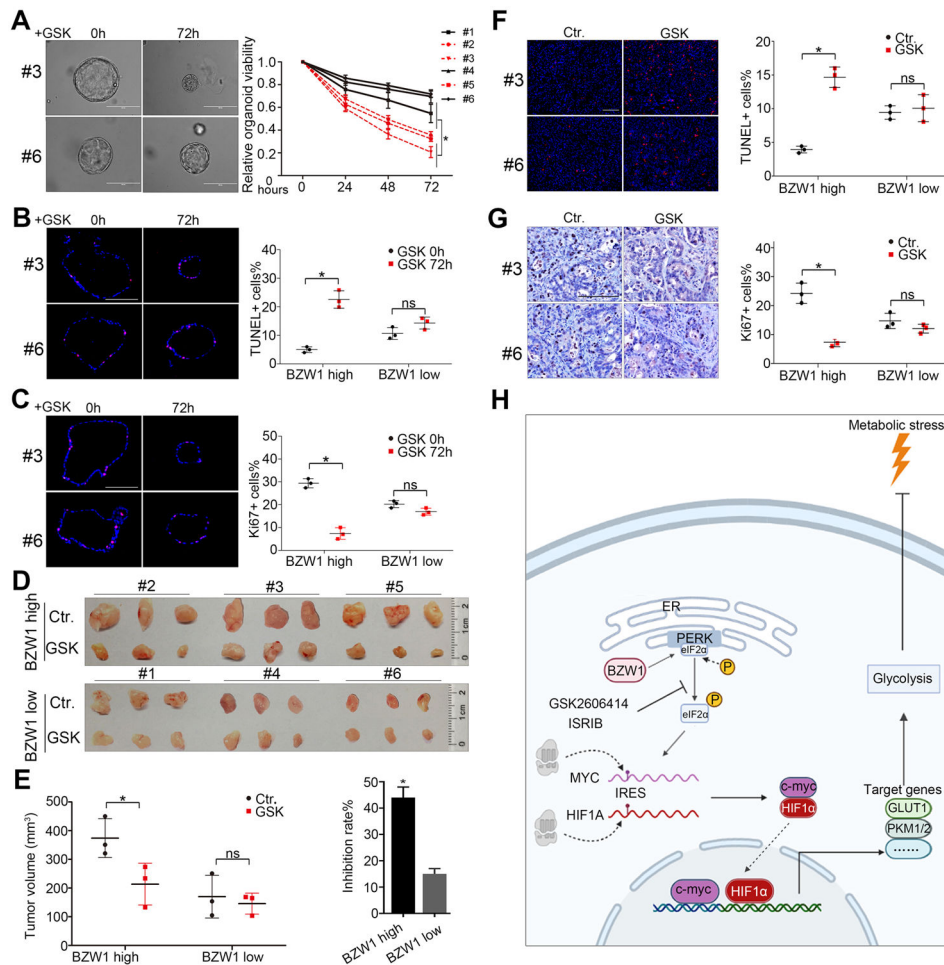 A
+GSK 0h 72h
#3
#6
Relative organoid viability
1.0
0.8
0.6
0.4
0.2
0
hours 0 24 48 72
#1
#2
#3
#4
#5
#6
*
B
+GSK 0h 72h
#3
#6
TUNEL+ cells%
50
40
30
20
10
0
GSK 0h
GSK 72h
*
ns
BZW1 high BZW1 low
C
+GSK 0h 72h
#3
#6
Ki67+ cells%
40
30
20
10
0
GSK 0h
GSK 72h
*
ns
BZW1 high BZW1 low
D
#2 #3 #5
BZW1 high
Ctr.
GSK
2
1cm
0
#1 #4 #6
BZW1 low
Ctr.
GSK
2
1cm
0
E
Tumor volume (mm³)
500
400
300
200
100
0
Ctr.
GSK
*
ns
BZW1 high BZW1 low
Inhibition rate%
50
40
30
20
10
0
*
BZW1 high
BZW1 low
F
Ctr. GSK
#3
#6
TUNEL+ cells%
20
15
10
5
0
Ctr.
GSK
*
ns
BZW1 high BZW1 low
G
Ctr. GSK
#3
#6
Ki67+ cells%
40
30
20
10
0
Ctr.
GSK
*
ns
BZW1 high BZW1 low
H
Metabolic stress
ER
PERK
eIF2α
P
BZW1
GSK2606414
ISRIB
P
eIF2α
Glycolysis
MYC
IRES
HIF1A
c-myc
HIF1α
Target genes
GLUT1
PKM1/2
......
c-myc HIF1α